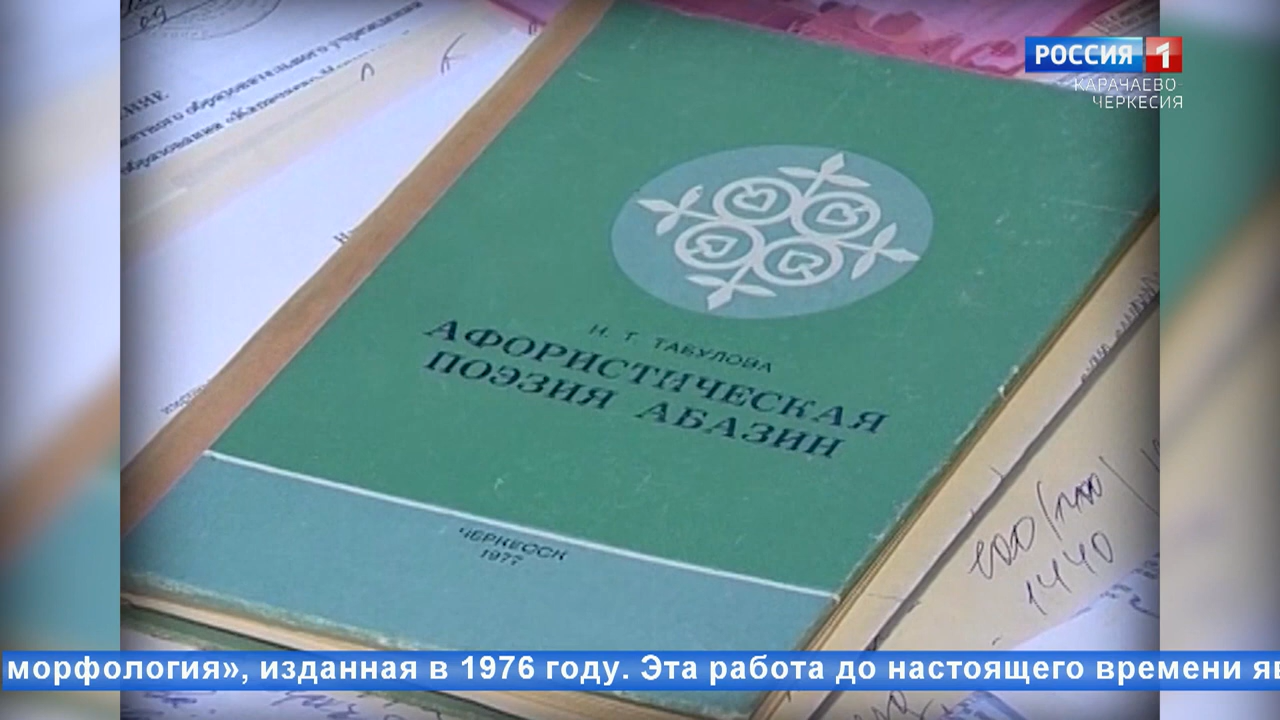 РОССИЯ 1
КАРАЧАЕВО-
ЧЕРКЕСИЯ
Н. Т. ТАБУЛОВА
АФОРИСТИЧЕСКАЯ
ПОЭЗИЯ АБАЗИН
ЧЕРКЕССК
1977
1440
морфология», изданная в 1976 году. Эта работа до настоящего времени яв